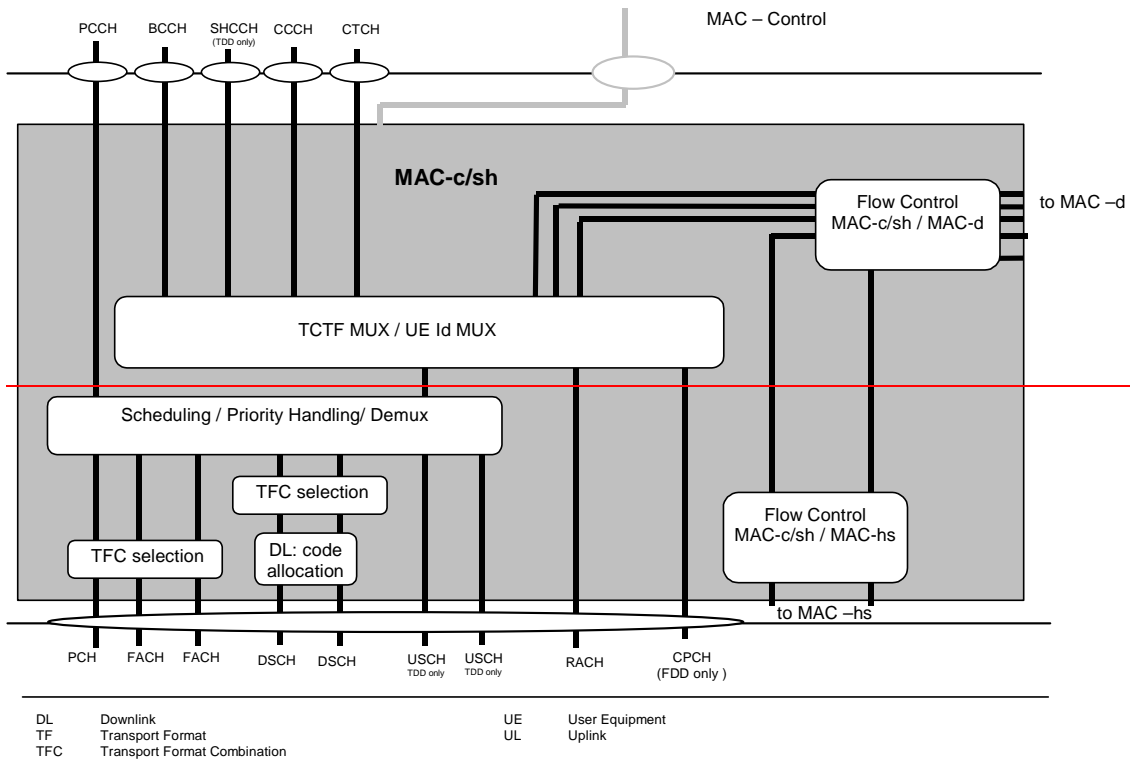 MAC – Control
PCCH BCCH SHCCH CCCH CTCH
(TDD only)
MAC-c/sh
Flow Control
MAC-c/sh / MAC-d
to MAC –d
TCTF MUX / UE Id MUX
Scheduling / Priority Handling/ Demux
TFC selection
Flow Control
MAC-c/sh / MAC-hs
TFC selection
DL: code
allocation
to MAC –hs
PCH FACH FACH DSCH DSCH USCH USCH RACH CPCH
TDD only TDD only (FDD only )
DL Downlink UE User Equipment
TF Transport Format UL Uplink
TFC Transport Format Combination